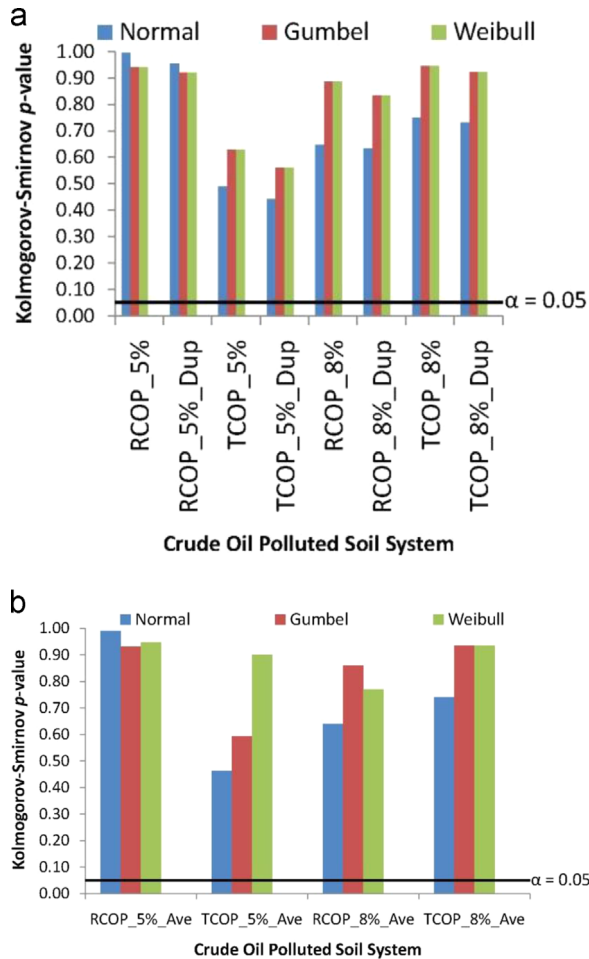 a
Normal Gumbel Weibull
Kolmogorov-Smirnov p-value
1.00
0.90
0.80
0.70
0.60
0.50
0.40
0.30
0.20
0.10
0.00
α = 0.05
RCOP_5%
RCOP_5%_Dup
TCOP_5%
TCOP_5%_Dup
RCOP_8%
RCOP_8%_Dup
TCOP_8%
TCOP_8%_Dup
Crude Oil Polluted Soil System
b
Normal Gumbel Weibull
Kolmogorov-Smirnov p-value
1.00
0.90
0.80
0.70
0.60
0.50
0.40
0.30
0.20
0.10
0.00
α = 0.05
RCOP_5%_Ave TCOP_5%_Ave RCOP_8%_Ave TCOP_8%_Ave
Crude Oil Polluted Soil System